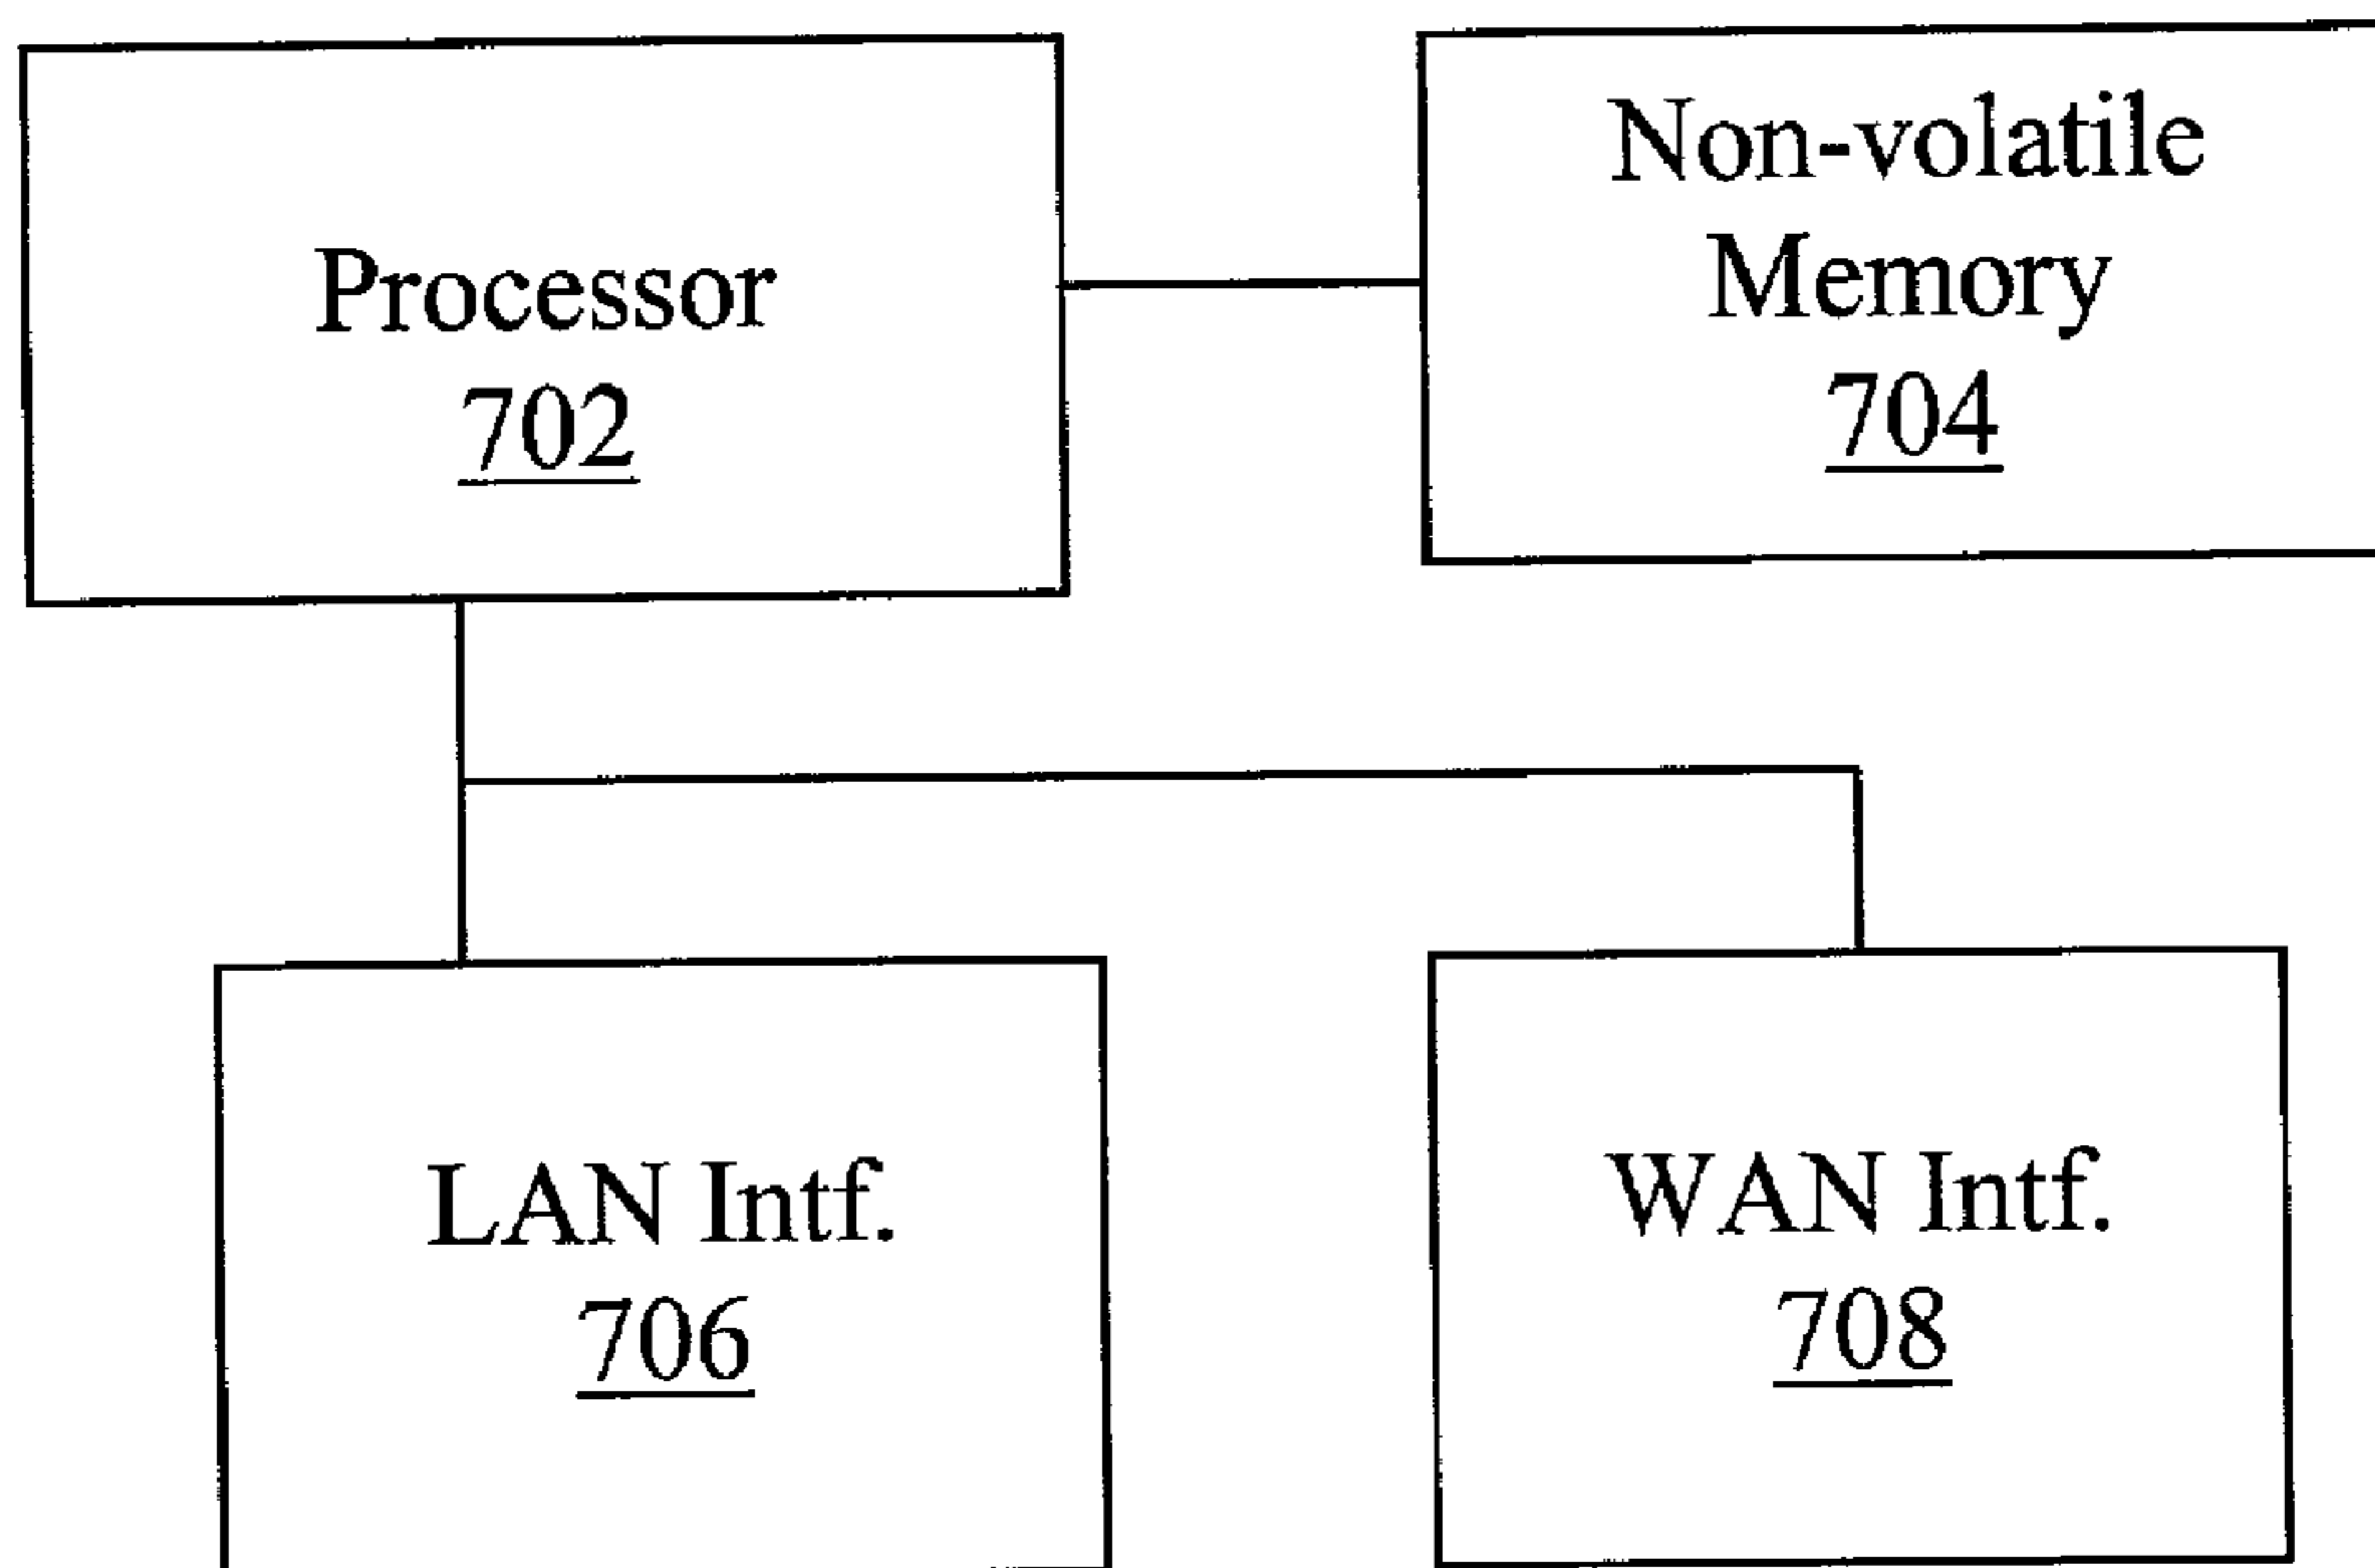 Processor
702
Non-volatile
Memory
704
LAN Intf.
706
WAN Intf.
708